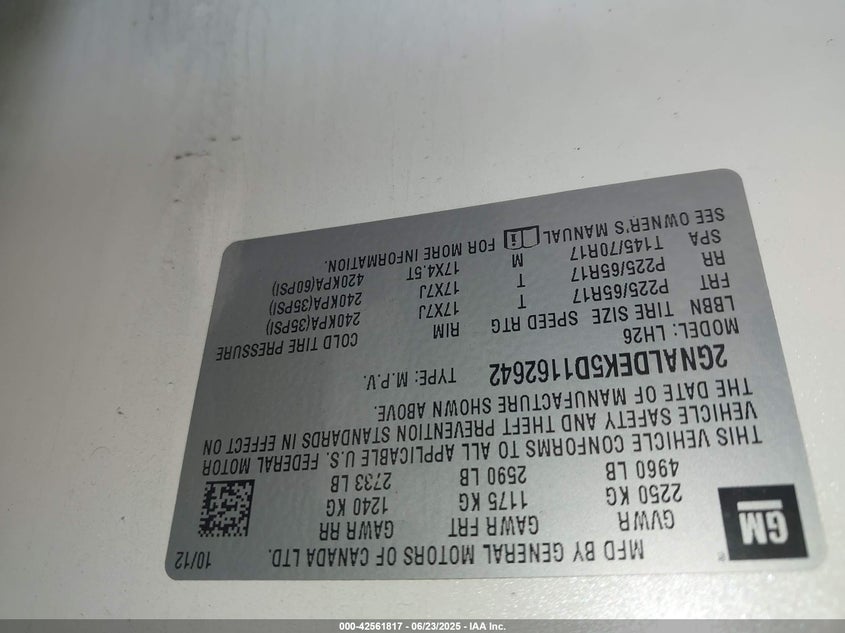 GM
MFD BY GENERAL MOTORS OF CANADA LTD. 10/12
GVWR GAWR FRT GAWR RR
2250 KG 1175 KG 1240 KG
4960 LB 2590 LB 2733 LB
THIS VEHICLE CONFORMS TO ALL APPLICABLE U.S. FEDERAL MOTOR
VEHICLE SAFETY AND THEFT PREVENTION STANDARDS IN EFFECT ON
THE DATE OF MANUFACTURE SHOWN ABOVE.
2GNALDEK5D1162642 TYPE: M.P.V.
MODEL: LH26
LBBN TIRE SIZE SPEED RTG RIM COLD TIRE PRESSURE
FRT P225/65R17 T 17X7J 240KPA(35PSI)
RR P225/65R17 T 17X7J 240KPA(35PSI)
SPA T145/70R17 M 17X4.5T 420KPA(60PSI)
SEE OWNER'S MANUAL FOR MORE INFORMATION.
000-42561817 - 06/23/2025 - IAA Inc.